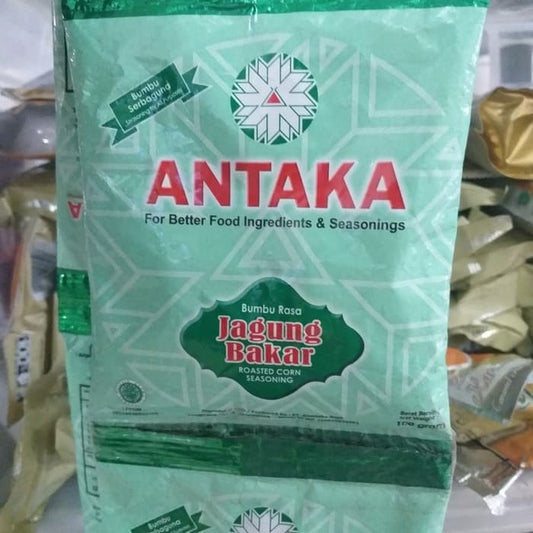 Bumbu
Serbaguna
ANTAKA
For Better Food Ingredients & Seasonings
Bumbu Rasa
Jagung
Bakar
ROASTED CORN
SEASONING
Bumbu
Serbaguna